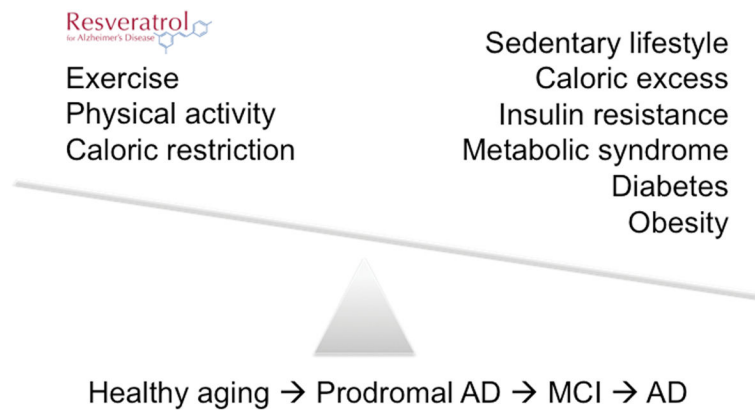 Resveratrol
for Alzheimer's Disease
Exercise
Physical activity
Caloric restriction
Sedentary lifestyle
Caloric excess
Insulin resistance
Metabolic syndrome
Diabetes
Obesity
Healthy aging → Prodromal AD → MCI → AD